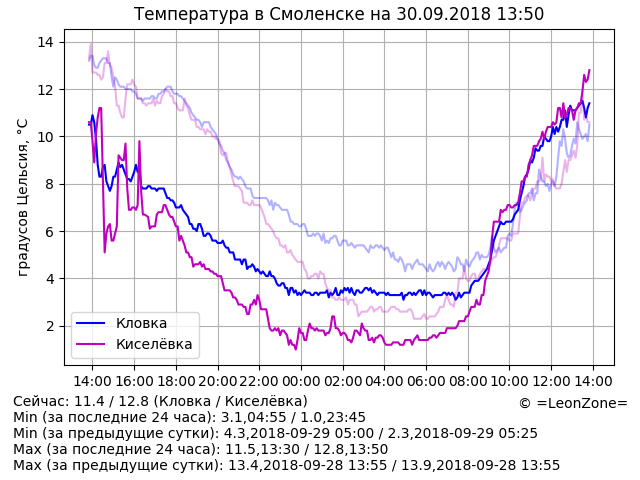 Температура в Смоленске на 30.09.2018 13:50
градусов Цельсия, °C
14
12
10
8
6
4
2
Кловка
Киселёвка
14:00 16:00 18:00 20:00 22:00 00:00 02:00 04:00 06:00 08:00 10:00 12:00 14:00
© =LeonZone=
Сейчас: 11.4 / 12.8 (Кловка / Киселёвка)
Min (за последние 24 часа): 3.1,04:55 / 1.0,23:45
Min (за предыдущие сутки): 4.3,2018-09-29 05:00 / 2.3,2018-09-29 05:25
Max (за последние 24 часа): 11.5,13:30 / 12.8,13:50
Max (за предыдущие сутки): 13.4,2018-09-28 13:55 / 13.9,2018-09-28 13:55